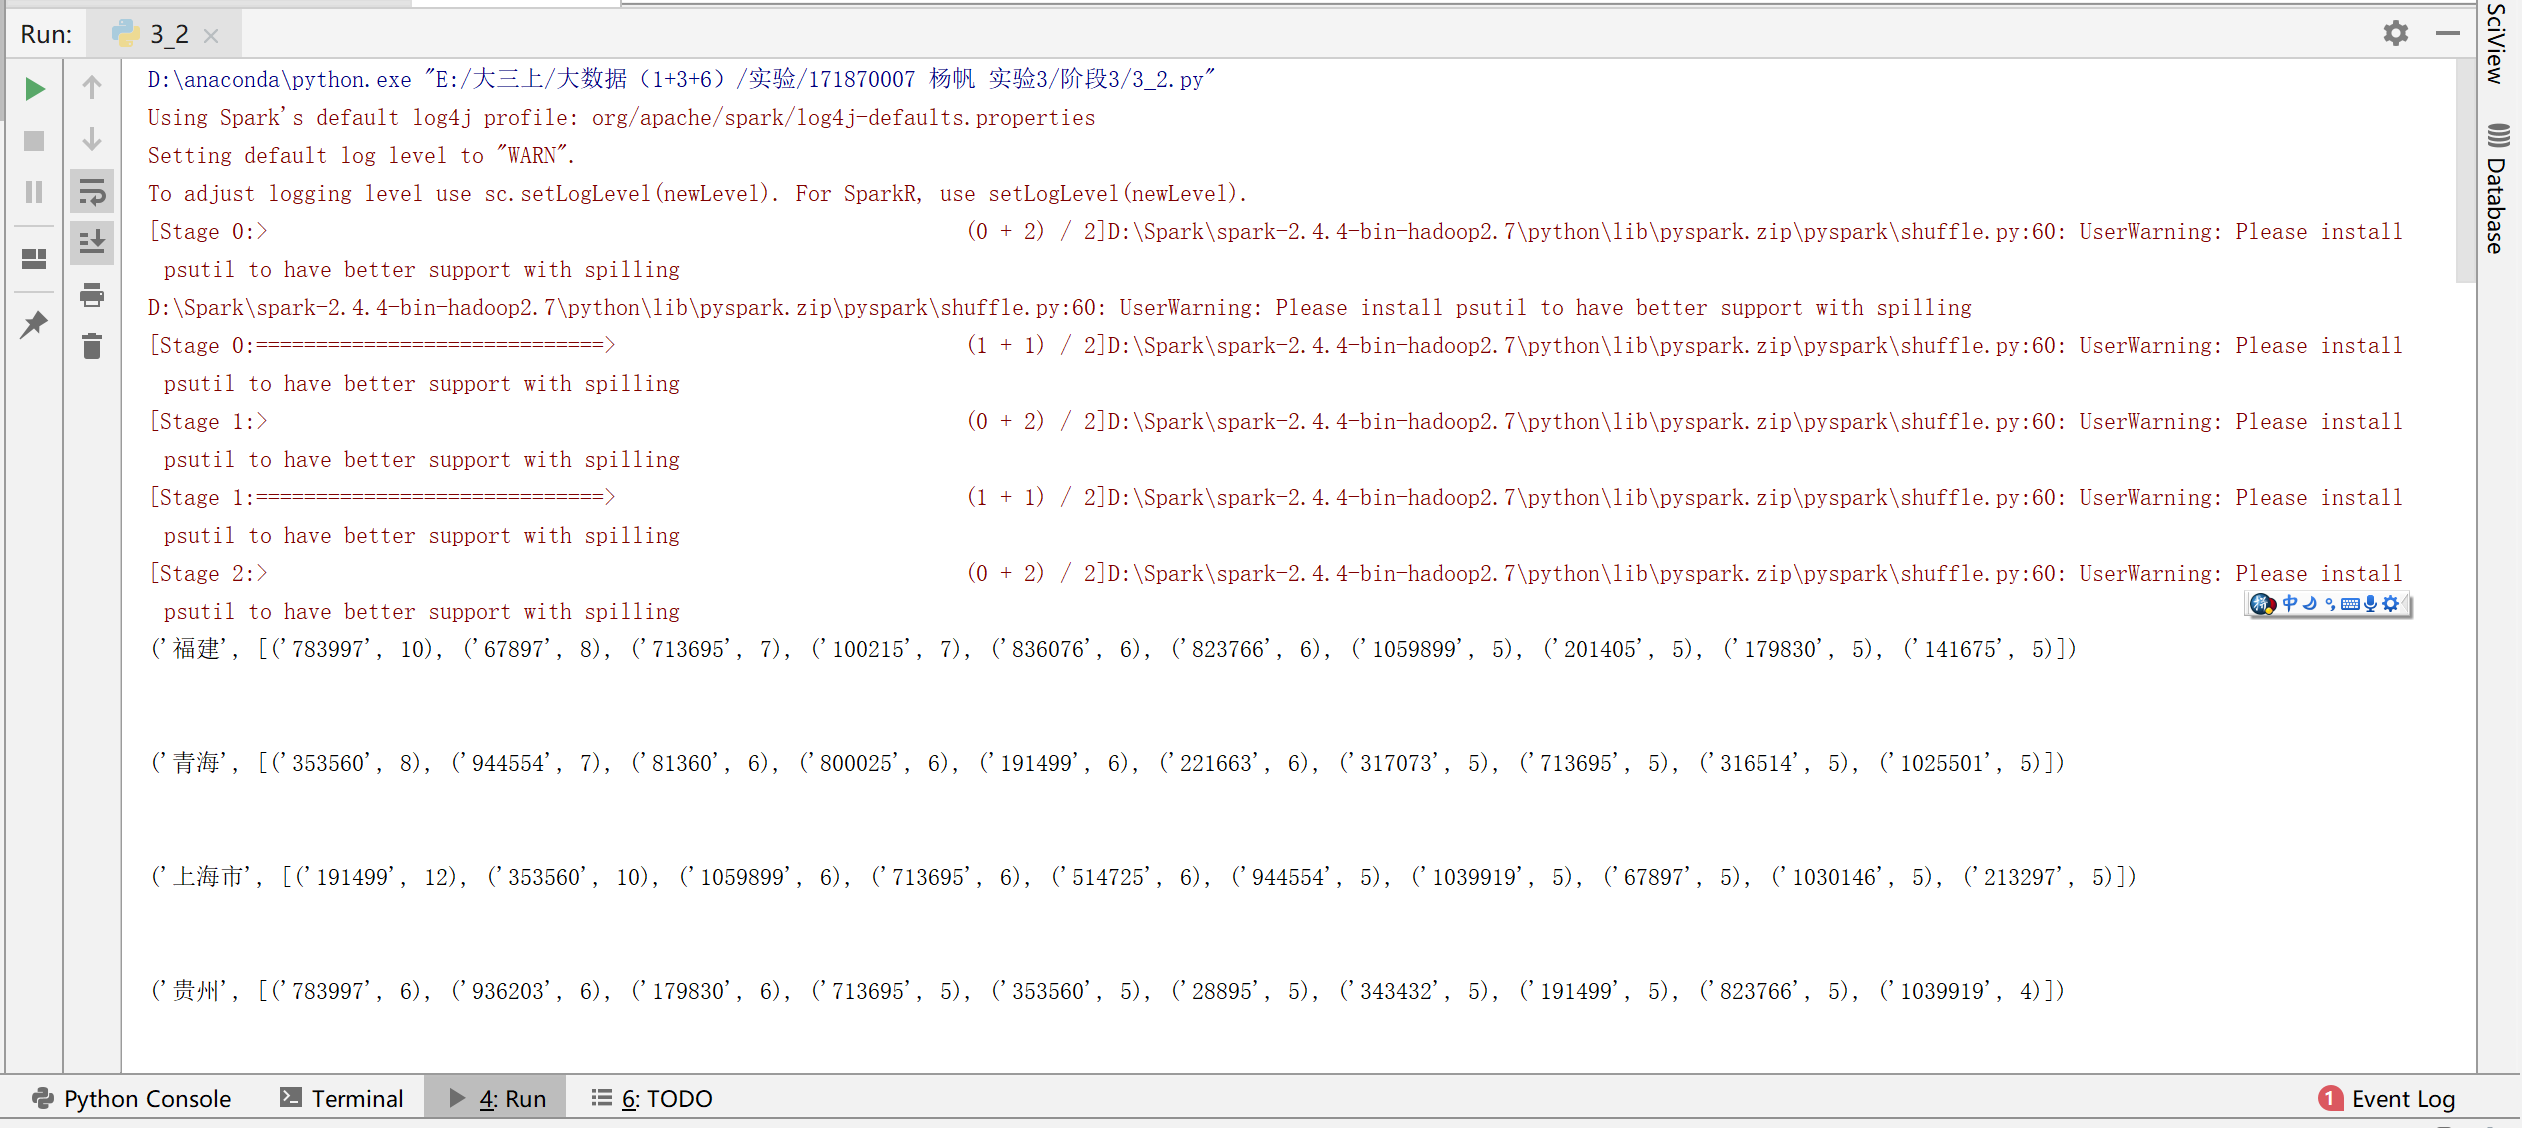 Run: 3_2
D:\anaconda\python.exe "E:/大三上/大数据（1+3+6）/实验/171870007 杨帆 实验3/阶段3/3_2.py"
Using Spark's default log4j profile: org/apache/spark/log4j-defaults.properties
Setting default log level to "WARN".
To adjust logging level use sc.setLogLevel(newLevel). For SparkR, use setLogLevel(newLevel).
[Stage 0:> (0 + 2) / 2]D:\Spark\spark-2.4.4-bin-hadoop2.7\python\lib\pyspark.zip\pyspark\shuffle.py:60: UserWarning: Please install
psutil to have better support with spilling
D:\Spark\spark-2.4.4-bin-hadoop2.7\python\lib\pyspark.zip\pyspark\shuffle.py:60: UserWarning: Please install psutil to have better support with spilling
[Stage 0:=============================> (1 + 1) / 2]D:\Spark\spark-2.4.4-bin-hadoop2.7\python\lib\pyspark.zip\pyspark\shuffle.py:60: UserWarning: Please install
psutil to have better support with spilling
[Stage 1:> (0 + 2) / 2]D:\Spark\spark-2.4.4-bin-hadoop2.7\python\lib\pyspark.zip\pyspark\shuffle.py:60: UserWarning: Please install
psutil to have better support with spilling
[Stage 1:=============================> (1 + 1) / 2]D:\Spark\spark-2.4.4-bin-hadoop2.7\python\lib\pyspark.zip\pyspark\shuffle.py:60: UserWarning: Please install
psutil to have better support with spilling
[Stage 2:> (0 + 2) / 2]D:\Spark\spark-2.4.4-bin-hadoop2.7\python\lib\pyspark.zip\pyspark\shuffle.py:60: UserWarning: Please install
psutil to have better support with spilling
拼 中
('福建', [('783997', 10), ('67897', 8), ('713695', 7), ('100215', 7), ('836076', 6), ('823766', 6), ('1059899', 5), ('201405', 5), ('179830', 5), ('141675', 5)])
('青海', [('353560', 8), ('944554', 7), ('81360', 6), ('800025', 6), ('191499', 6), ('221663', 6), ('317073', 5), ('713695', 5), ('316514', 5), ('1025501', 5)])
('上海市', [('191499', 12), ('353560', 10), ('1059899', 6), ('713695', 6), ('514725', 6), ('944554', 5), ('1039919', 5), ('67897', 5), ('1030146', 5), ('213297', 5)])
('贵州', [('783997', 6), ('936203', 6), ('179830', 6), ('713695', 5), ('353560', 5), ('28895', 5), ('343432', 5), ('191499', 5), ('823766', 5), ('1039919', 4)])
SciView
Database
Python Console
Terminal
4: Run
6: TODO
1 Event Log